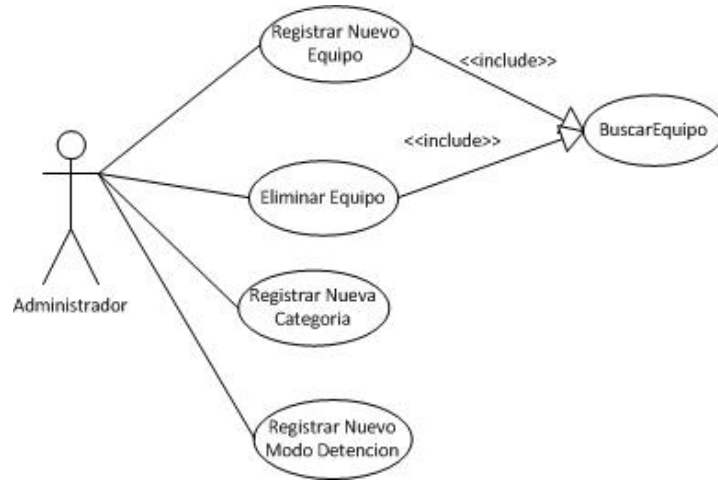 Registrar Nuevo
Equipo
<<include>>
BuscarEquipo
<<include>>
Eliminar Equipo
Administrador
Registrar Nueva
Categoria
Registrar Nuevo
Modo Detencion